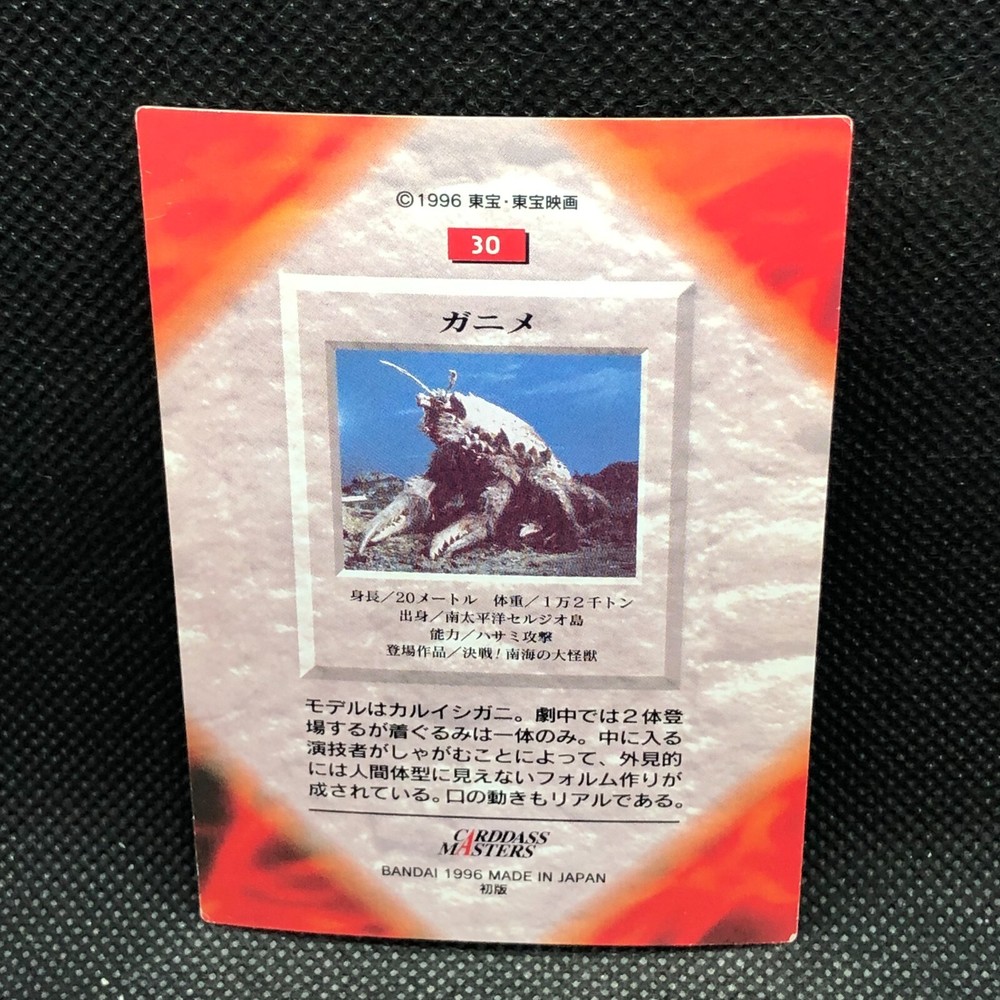 ©1996 東宝・東宝映画
30
ガニメ
身長／20メートル　体重／1万2千トン
出身／南太平洋セルジオ島
能力／ハサミ攻撃
登場作品／決戦！南海の大怪獣
モデルはカルイシガニ。劇中では2体登
場するが着ぐるみは一体のみ。中に入る
演技者がしゃがむことによって、外見的
には人間体型に見えないフォルム作りが
成されている。口の動きもリアルである。
CARDDASS
MASTERS
BANDAI 1996 MADE IN JAPAN
初版